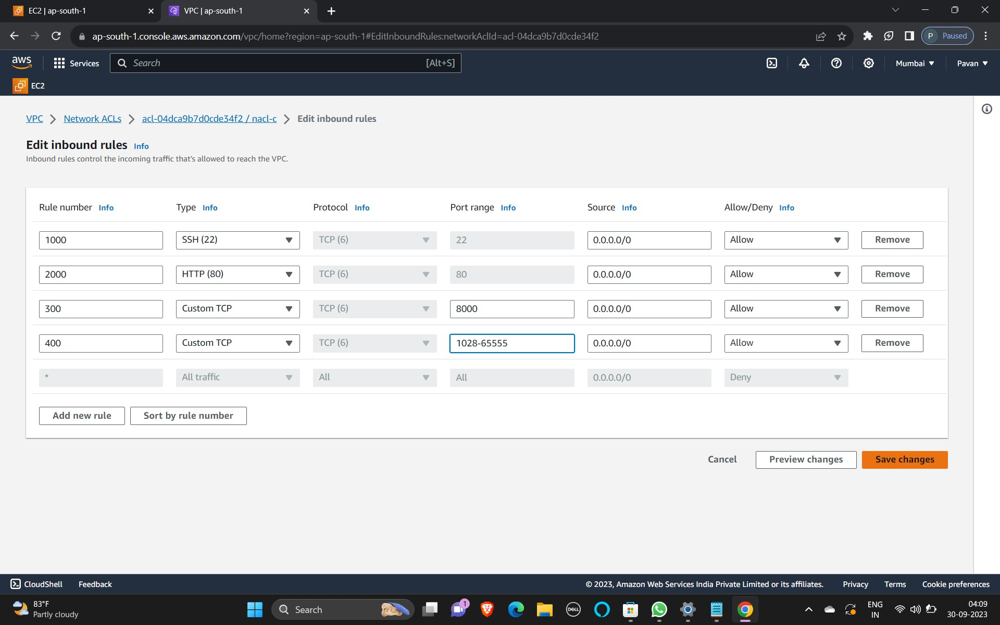 EC2 | ap-south-1
VPC | ap-south-1
ap-south-1.console.aws.amazon.com/vpc/home?region=ap-south-1#EditInboundRules:networkAclId=acl-04dca9b7d0cde34f2
P Paused
aws Services Search [Alt+S] Mumbai Pavan
EC2
VPC Network ACLs acl-04dca9b7d0cde34f2 / nacl-c Edit inbound rules
Edit inbound rules Info
Inbound rules control the incoming traffic that's allowed to reach the VPC.
Rule number Info Type Info Protocol Info Port range Info Source Info Allow/Deny Info
1000 SSH (22) TCP (6) 22 0.0.0.0/0 Allow Remove
2000 HTTP (80) TCP (6) 80 0.0.0.0/0 Allow Remove
300 Custom TCP TCP (6) 8000 0.0.0.0/0 Allow Remove
400 Custom TCP TCP (6) 1028-65555 0.0.0.0/0 Allow Remove
* All traffic All All 0.0.0.0/0 Deny
Add new rule Sort by rule number
Cancel Preview changes Save changes
CloudShell Feedback © 2023, Amazon Web Services India Private Limited or its affiliates. Privacy Terms Cookie preferences
83°F
Partly cloudy
Search
1
DELL
ENG
IN
04:09
30-09-2023